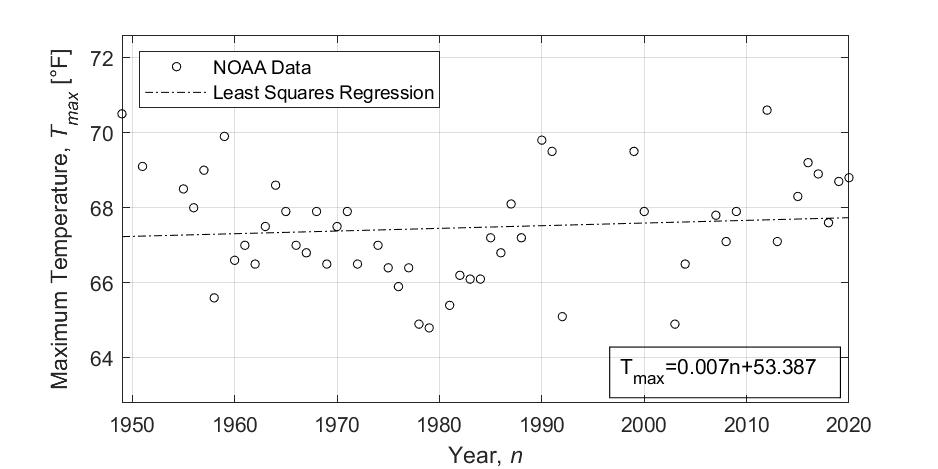 72
70
68
66
64
Maximum Temperature, Tmax [°F]
NOAA Data
Least Squares Regression
Tmax=0.007n+53.387
1950 1960 1970 1980 1990 2000 2010 2020
Year, n